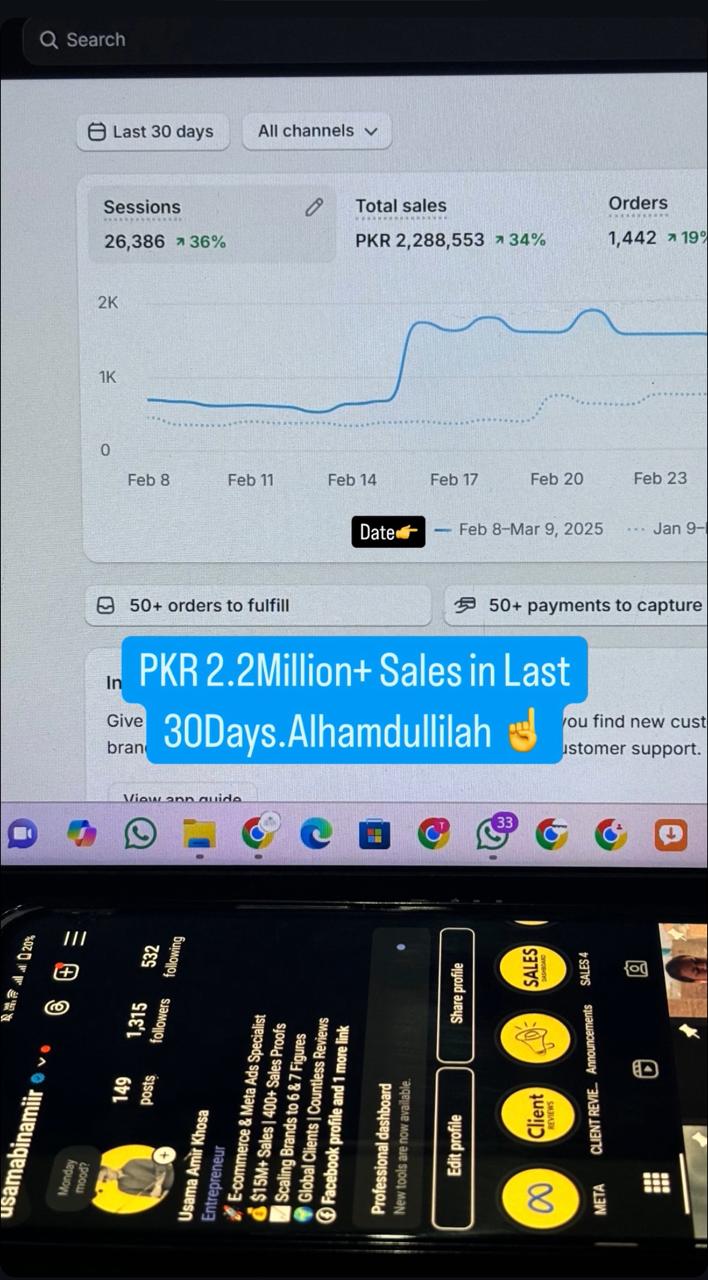 Search
Last 30 days
All channels
Sessions
26,386 ↗ 36%
Total sales
PKR 2,288,553 ↗ 34%
Orders
1,442 ↗ 19%
2K
1K
0
Feb 8 Feb 11 Feb 14 Feb 17 Feb 20 Feb 23
Date👉 Feb 8–Mar 9, 2025 Jan 9–
50+ orders to fulfill
50+ payments to capture
PKR 2.2Million+ Sales in Last
30Days.Alhamdullilah ☝️
In
Give you find new cust
bran ustomer support.
View app guide
33
20%
usamabinamiir
Monday
mood?
149
posts
1,315
followers
532
following
Usama Amir Khosa
Entrepreneur
🚀 E-commerce & Meta Ads Specialist
💰 $15M+ Sales | 400+ Sales Proofs
📈 Scaling Brands to 6 & 7 Figures
🌍 Global Clients | Countless Reviews
Facebook profile and 1 more link
Professional dashboard
New tools are now available.
Edit profile
Share profile
Client
REVIEWS
SALES
DASHBOARD
META
CLIENT REVIE...
Announcements
SALES 4